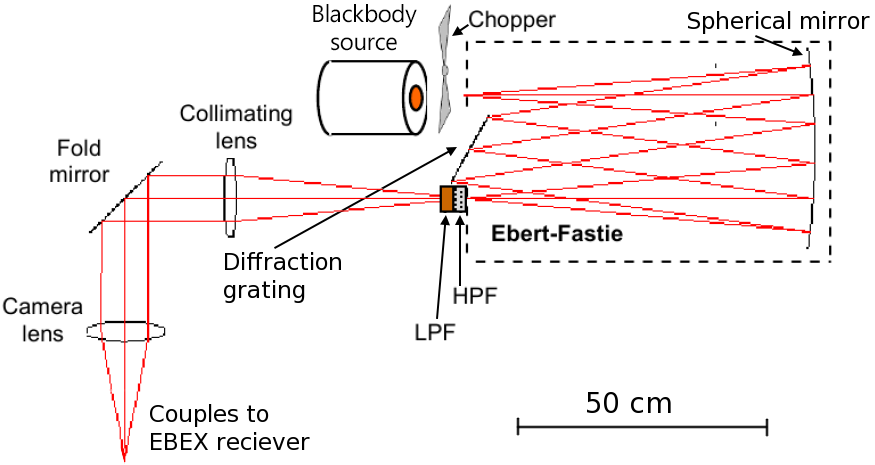 Blackbody
source
Chopper
Spherical mirror
Collimating
lens
Fold
mirror
Ebert-Fastie
Diffraction
grating
HPF
LPF
Camera
lens
50 cm
Couples to
EBEX reciever